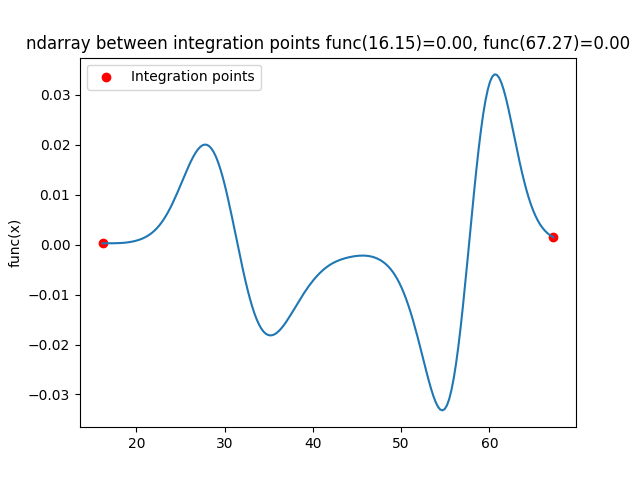 ndarray between integration points func(16.15)=0.00, func(67.27)=0.00
Integration points
func(x)
0.03
0.02
0.01
0.00
−0.01
−0.02
−0.03
20 30 40 50 60